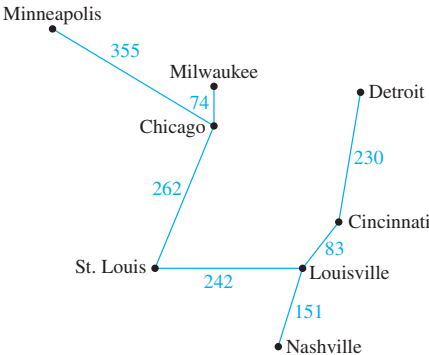 Minneapolis
355
Milwaukee
74
Detroit
Chicago
230
262
Cincinnati
83
St. Louis
242
Louisville
151
Nashville